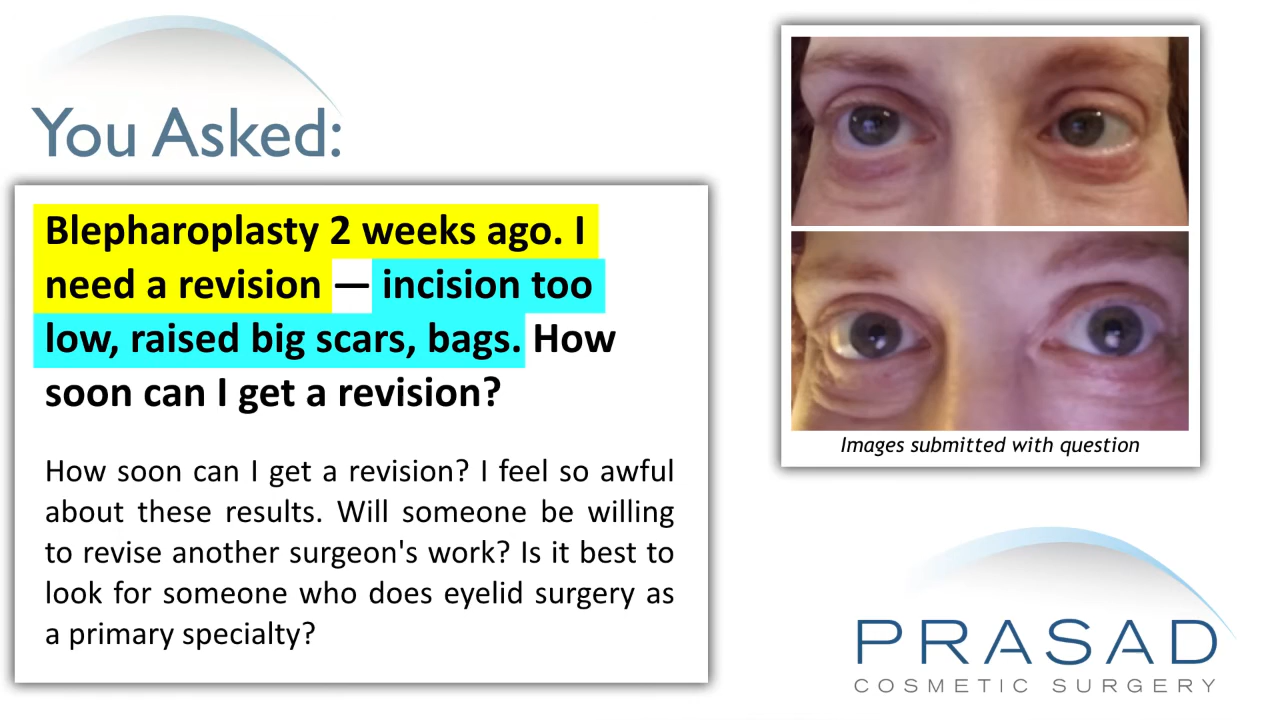 You Asked:
Blepharoplasty 2 weeks ago. I
need a revision — incision too
low, raised big scars, bags. How
soon can I get a revision?
How soon can I get a revision? I feel so awful
about these results. Will someone be willing
to revise another surgeon's work? Is it best to
look for someone who does eyelid surgery as
a primary specialty?
Images submitted with question
PRASAD
COSMETIC SURGERY